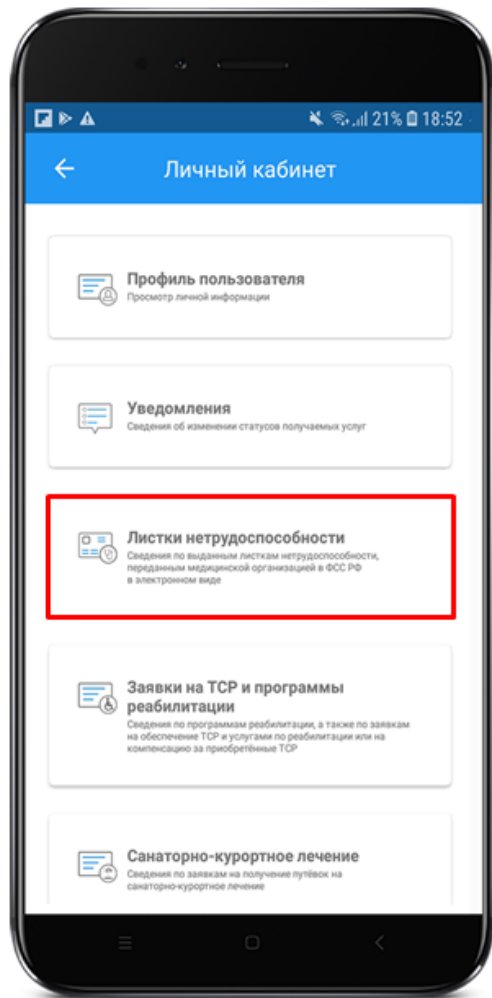 21% 18:52
Личный кабинет
Профиль пользователя
Просмотр личной информации
Уведомления
Сведения об изменении статусов получаемых услуг
Листки нетрудоспособности
Сведения по выданным листкам нетрудоспособности,
переданным медицинской организацией в ФСС РФ
в электронном виде
Заявки на ТСР и программы
реабилитации
Сведения по программам реабилитации, а также по заявкам
на обеспечение ТСР и услугами по реабилитации или на
компенсацию за приобретённые ТСР
Санаторно-курортное лечение
Сведения по заявкам на получение путёвок на
санаторно-курортное лечение